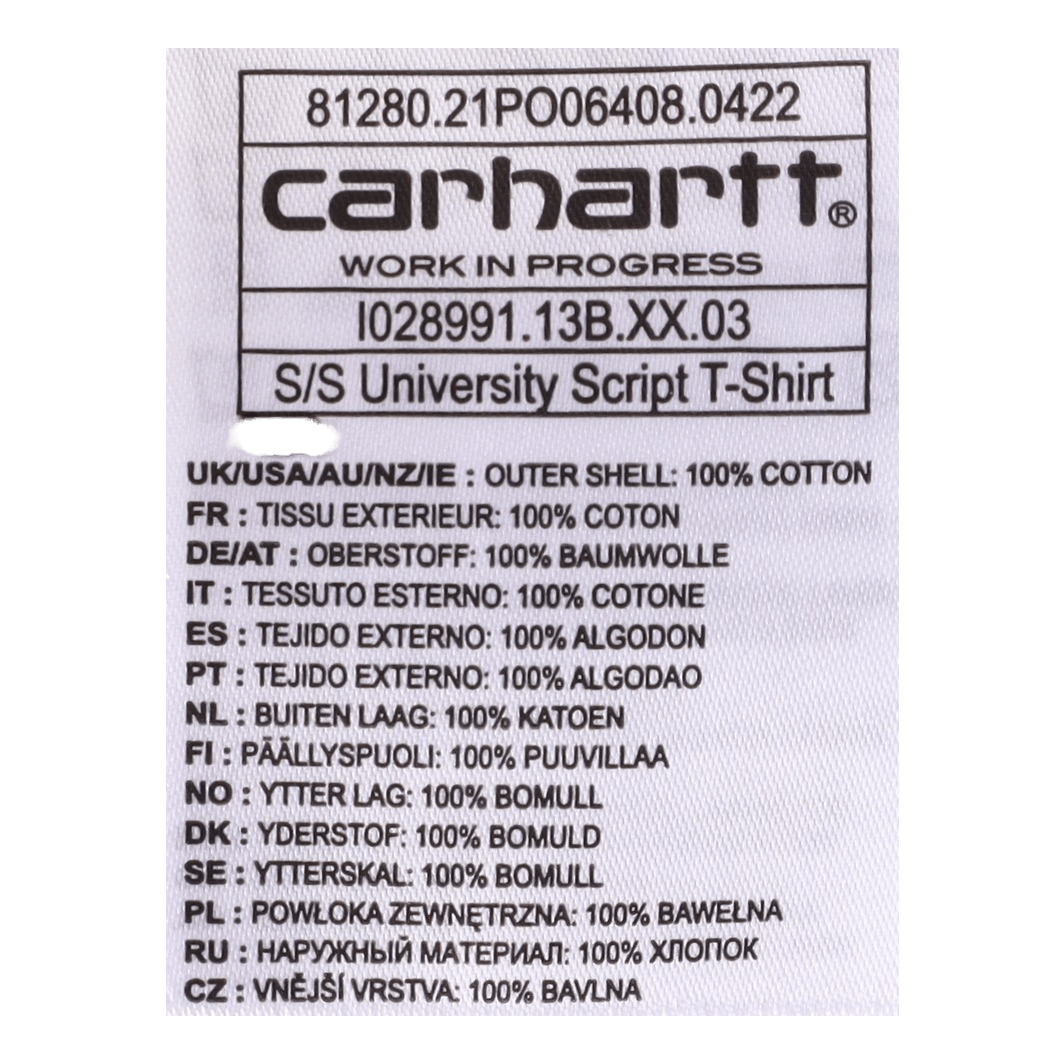 81280.21PO06408.0422
carhartt®
WORK IN PROGRESS
I028991.13B.XX.03
S/S University Script T-Shirt
UK/USA/AU/NZ/IE : OUTER SHELL: 100% COTTON
FR : TISSU EXTERIEUR: 100% COTON
DE/AT : OBERSTOFF: 100% BAUMWOLLE
IT : TESSUTO ESTERNO: 100% COTONE
ES : TEJIDO EXTERNO: 100% ALGODON
PT : TEJIDO EXTERNO: 100% ALGODAO
NL : BUITEN LAAG: 100% KATOEN
FI : PÄÄLLYSPUOLI: 100% PUUVILLAA
NO : YTTER LAG: 100% BOMULL
DK : YDERSTOF: 100% BOMULD
SE : YTTERSKAL: 100% BOMULL
PL : POWŁOKA ZEWNĘTRZNA: 100% BAWEŁNA
RU : НАРУЖНЫЙ МАТЕРИАЛ: 100% ХЛОПОК
CZ : VNĚJŠÍ VRSTVA: 100% BAVLNA